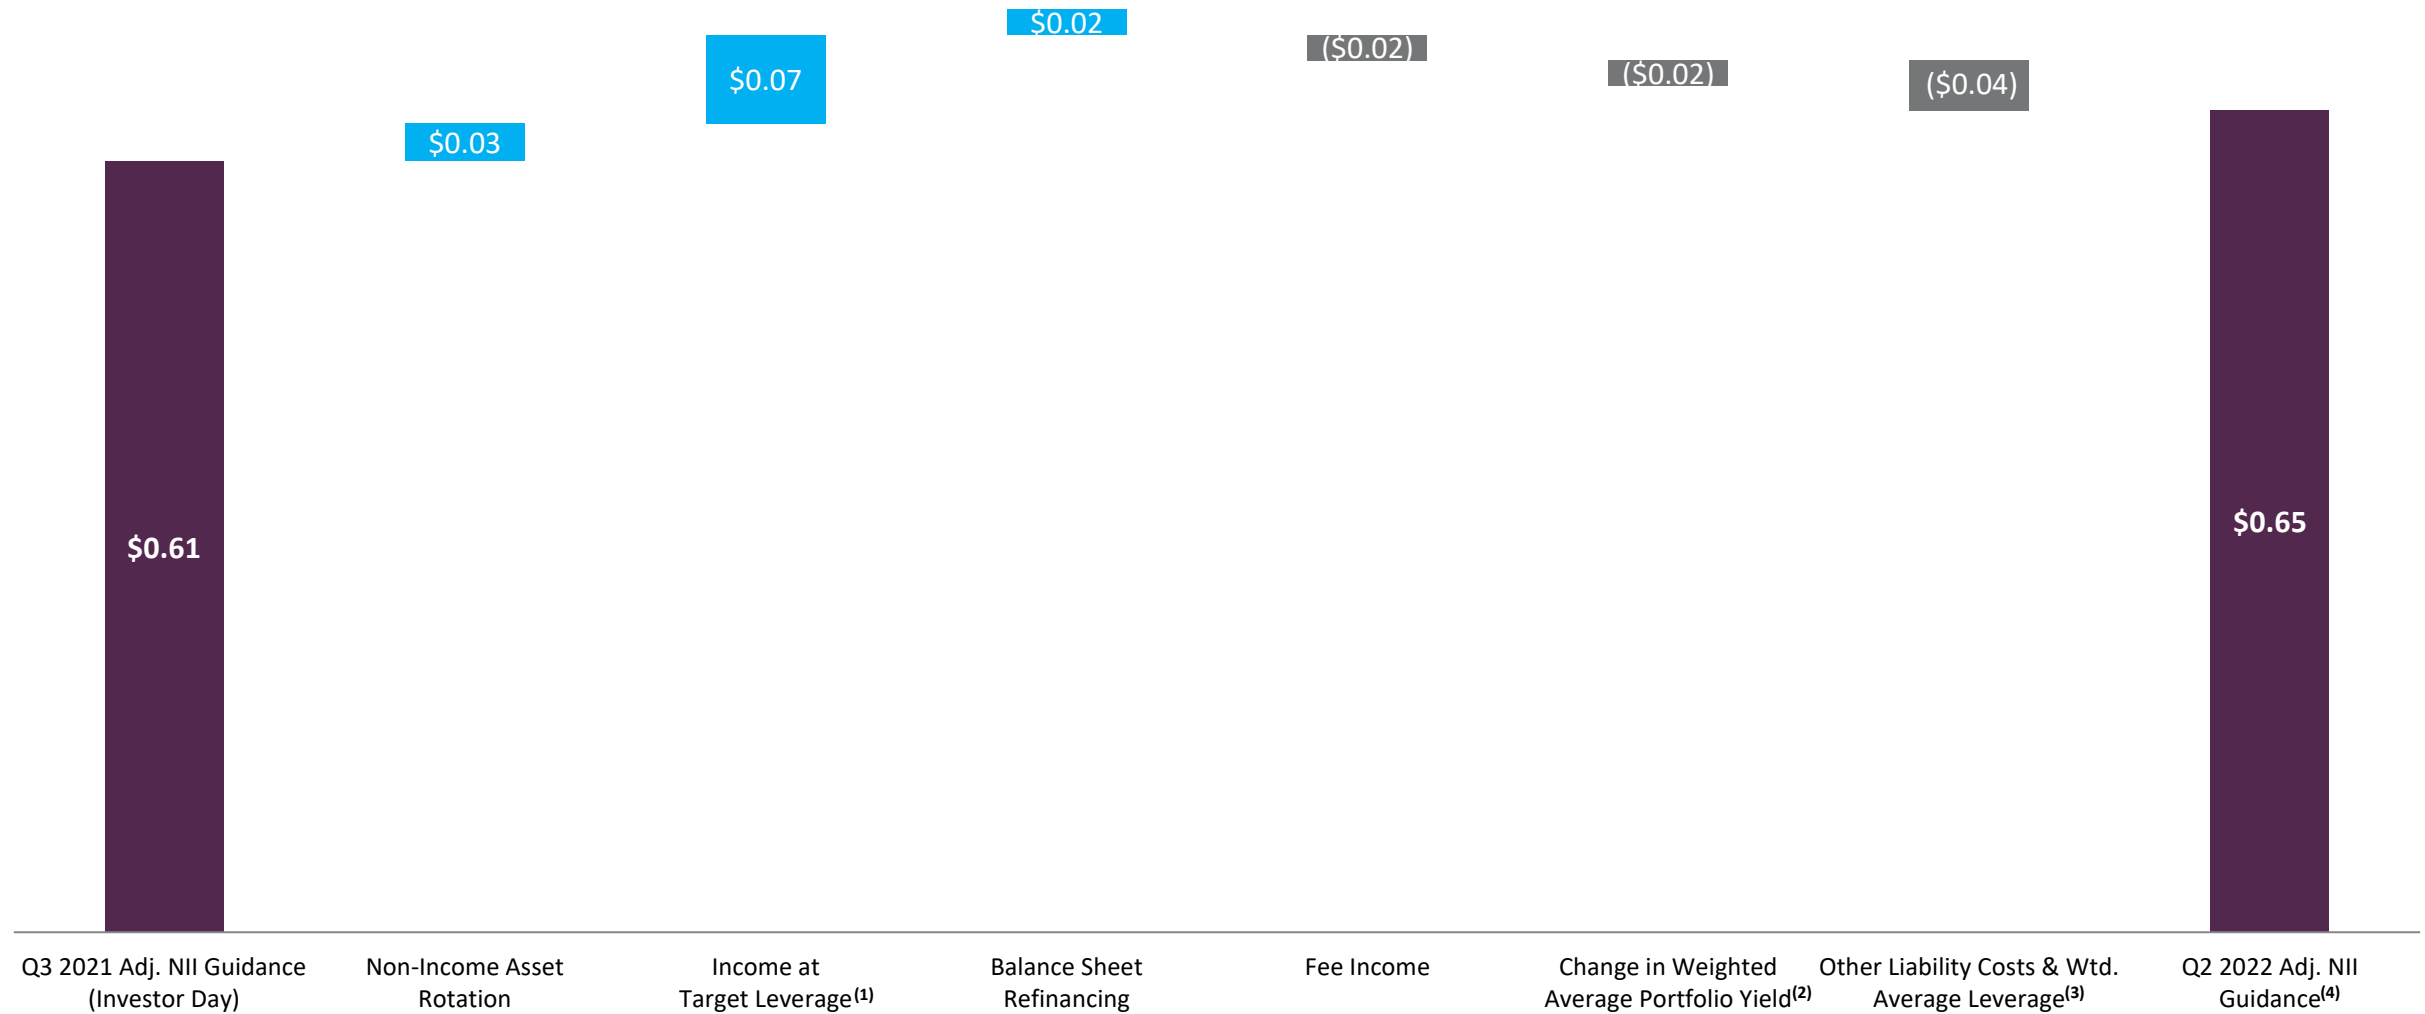 $0.02
($0.02)
$0.07
($0.02)
($0.04)
$0.03
$0.61
$0.65
Q3 2021 Adj. NII Guidance
(Investor Day)
Non-Income Asset
Rotation
Income at
Target Leverage(1)
Balance Sheet
Refinancing
Fee Income
Change in Weighted
Average Portfolio Yield(2)
Other Liability Costs & Wtd.
Average Leverage(3)
Q2 2022 Adj. NII
Guidance(4)